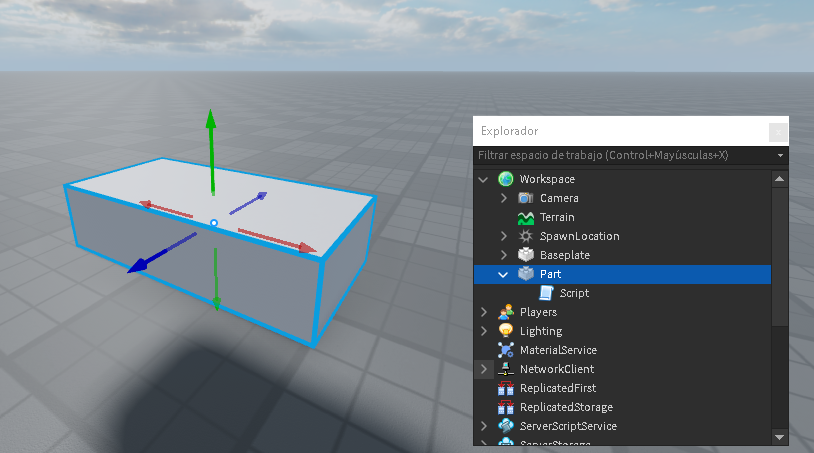 Explorador
x
Filtrar espacio de trabajo (Control+Mayúsculas+X)
Workspace
Camera
Terrain
SpawnLocation
Baseplate
Part
Script
Players
Lighting
MaterialService
NetworkClient
ReplicatedFirst
ReplicatedStorage
ServerScriptService
ServerStorage